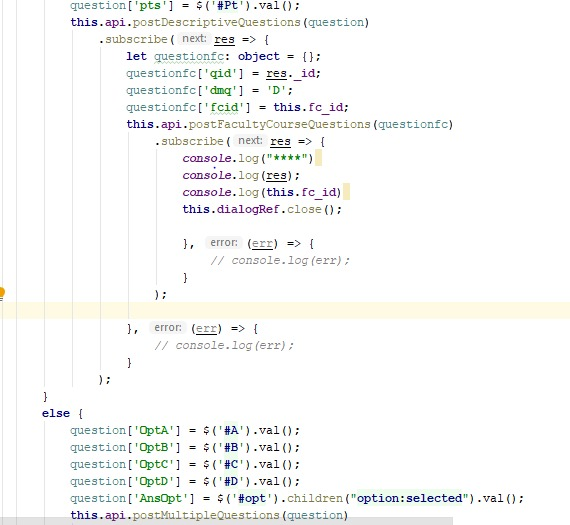 question['pts'] = $('#Pt').val();
this.api.postDescriptiveQuestions(question)
.subscribe( next: res => {
let questionfc: object = {};
questionfc['qid'] = res._id;
questionfc['dmq'] = 'D';
questionfc['fcid'] = this.fc_id;
this.api.postFacultyCourseQuestions(questionfc)
.subscribe( next: res => {
console.log("****")
console.log(res);
console.log(this.fc_id)
this.dialogRef.close();
}, error: (err) => {
// console.log(err);
}
);
}, error: (err) => {
// console.log(err);
}
);
}
else {
question['OptA'] = $('#A').val();
question['OptB'] = $('#B').val();
question['OptC'] = $('#C').val();
question['OptD'] = $('#D').val();
question['AnsOpt'] = $('#opt').children("option:selected").val();
this.api.postMultipleQuestions(question)